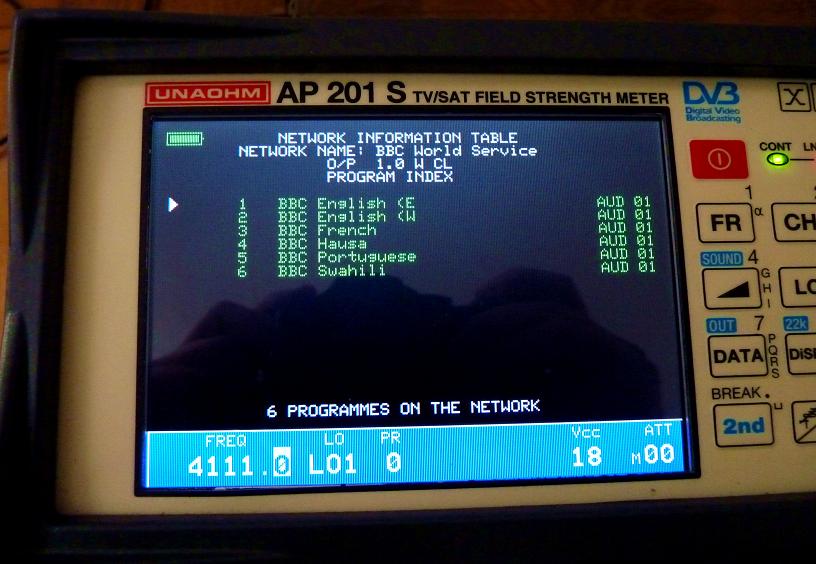 UNAOHM AP 201 S TV/SAT FIELD STRENGTH METER
DVB
Digital Video
Broadcasting
NETWORK INFORMATION TABLE
NETWORK NAME: BBC World Service
O/P 1.0 W CL
PROGRAM INDEX
1 BBC English (E AUD 01
2 BBC English (W AUD 01
3 BBC French AUD 01
4 BBC Hausa AUD 01
5 BBC Portuguese AUD 01
6 BBC Swahili AUD 01
6 PROGRAMMES ON THE NETWORK
FREQ LO PR Vcc ATT
4111.0 LO1 0 18 M00
CONT LN
1
FR α CH
SOUND 4
GHI
LO
OUT 7 22k
DATA PQRS DiSE
BREAK .
2nd